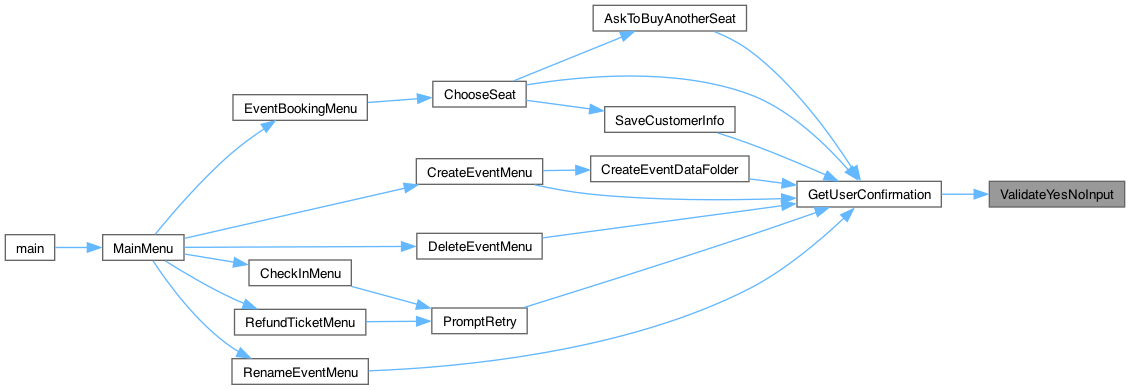 AskToBuyAnotherSeat
ChooseSeat
EventBookingMenu
SaveCustomerInfo
CreateEventMenu
CreateEventDataFolder
GetUserConfirmation
ValidateYesNoInput
main
MainMenu
DeleteEventMenu
CheckInMenu
RefundTicketMenu
PromptRetry
RenameEventMenu